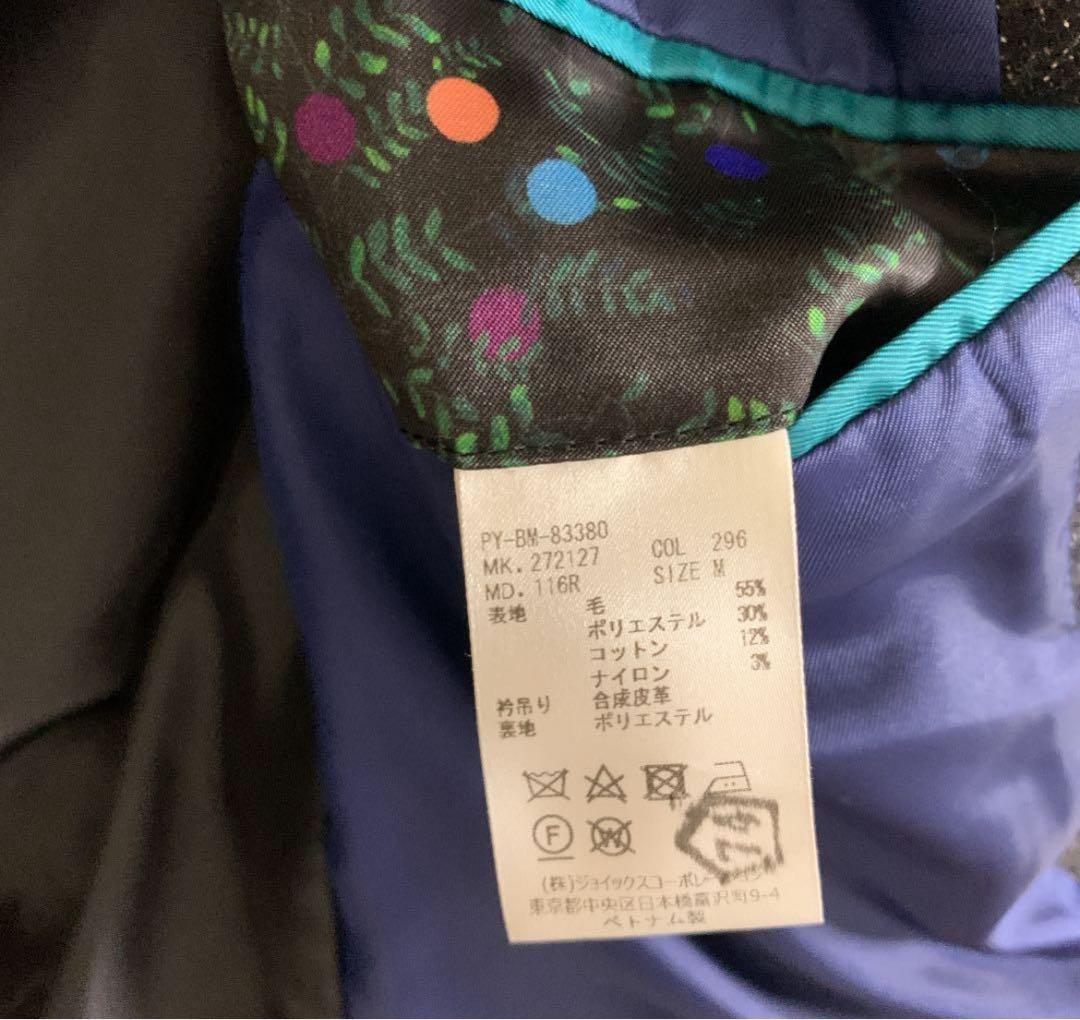 PY-BM-83380
MK. 272127 COL 296
MD. 116R SIZE M
表地 毛 55%
ポリエステル 30%
コットン 12%
ナイロン 3%
衿吊り 合成皮革
裏地 ポリエステル
F W
(株)ジョイックスコーポレーション
東京都中央区日本橋富沢町9-4
ベトナム製